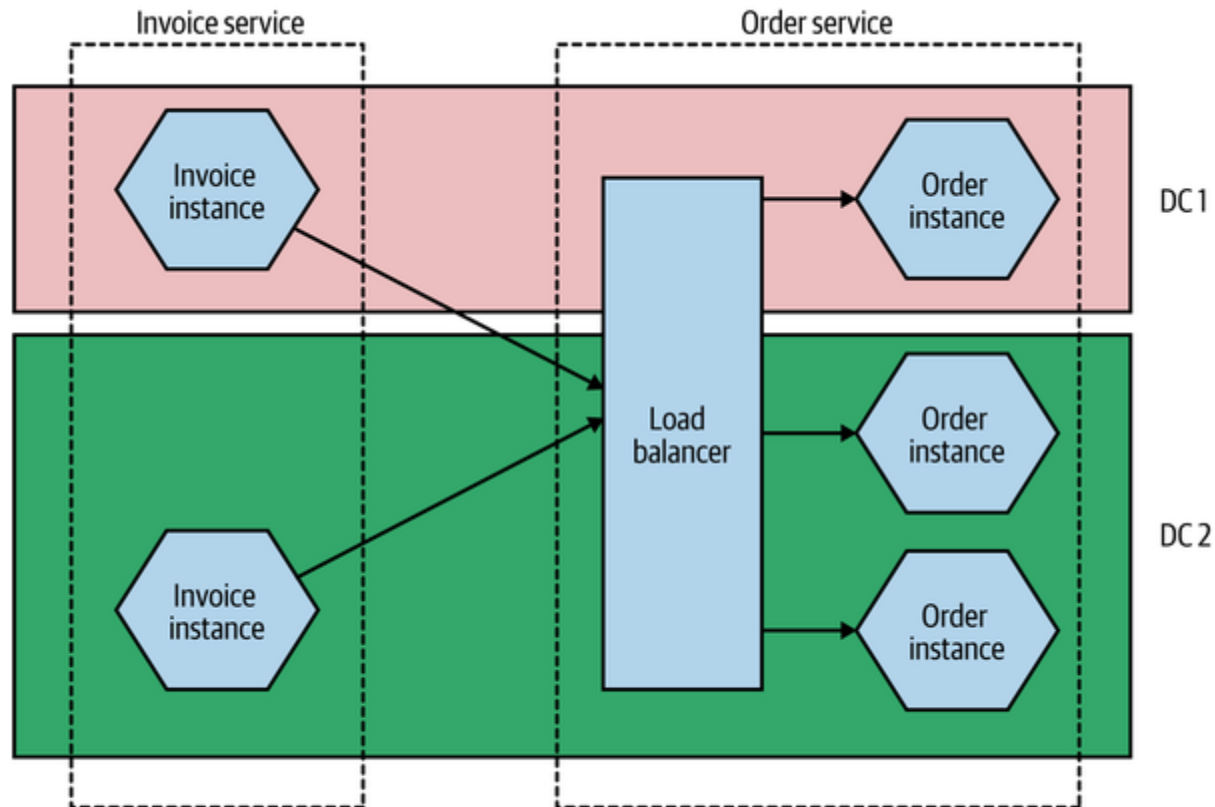 Invoice service
Order service
Invoice
instance
Order
instance
DC 1
Load
balancer
Order
instance
DC 2
Invoice
instance
Order
instance